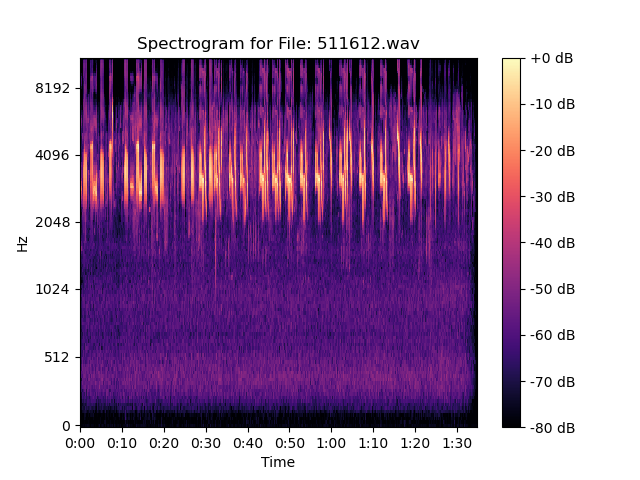 Spectrogram for File: 511612.wav
+0 dB
8192
-10 dB
4096
-20 dB
-30 dB
2048
-40 dB
Hz
1024
-50 dB
-60 dB
512
-70 dB
0
-80 dB
0:00 0:10 0:20 0:30 0:40 0:50 1:00 1:10 1:20 1:30
Time